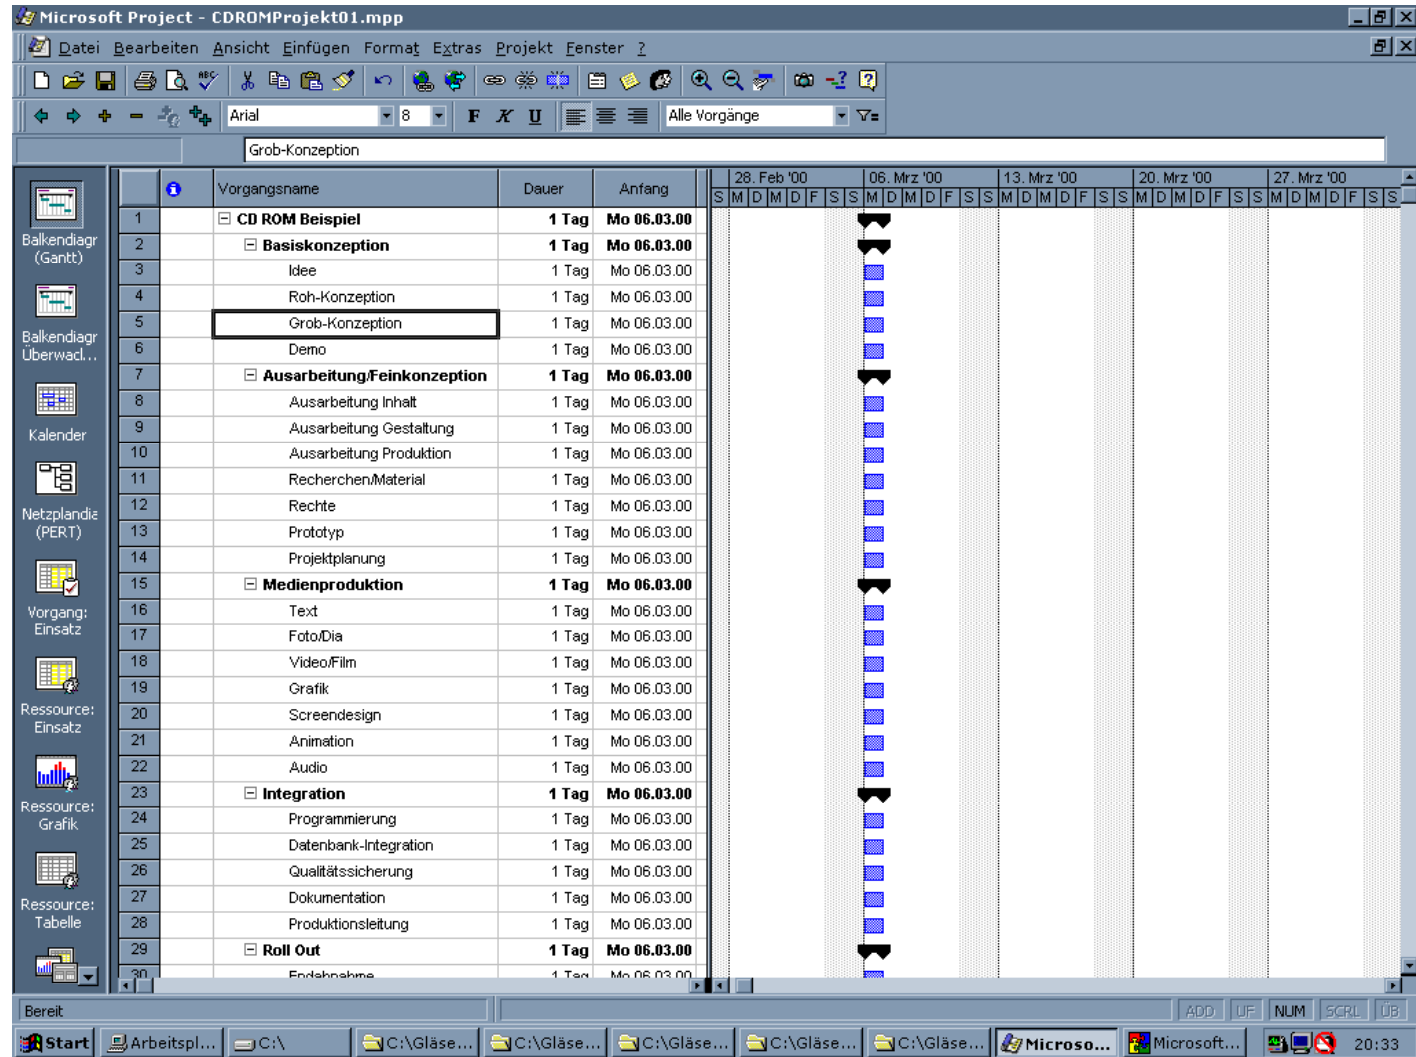 Microsoft Project - CDROMProjekt01.mpp
Datei Bearbeiten Ansicht Einfügen Format Extras Projekt Fenster ?
Arial 8 F K U Alle Vorgänge
Grob-Konzeption
Vorgangsname Dauer Anfang
28. Feb '00 06. Mrz '00 13. Mrz '00 20. Mrz '00 27. Mrz '00
S M D M D F S S M D M D F S S M D M D F S S M D M D F S S M D M D F S S
1 CD ROM Beispiel 1 Tag Mo 06.03.00
2 Basiskonzeption 1 Tag Mo 06.03.00
3 Idee 1 Tag Mo 06.03.00
4 Roh-Konzeption 1 Tag Mo 06.03.00
5 Grob-Konzeption 1 Tag Mo 06.03.00
6 Demo 1 Tag Mo 06.03.00
7 Ausarbeitung/Feinkonzeption 1 Tag Mo 06.03.00
8 Ausarbeitung Inhalt 1 Tag Mo 06.03.00
9 Ausarbeitung Gestaltung 1 Tag Mo 06.03.00
10 Ausarbeitung Produktion 1 Tag Mo 06.03.00
11 Recherchen/Material 1 Tag Mo 06.03.00
12 Rechte 1 Tag Mo 06.03.00
13 Prototyp 1 Tag Mo 06.03.00
14 Projektplanung 1 Tag Mo 06.03.00
15 Medienproduktion 1 Tag Mo 06.03.00
16 Text 1 Tag Mo 06.03.00
17 Foto/Dia 1 Tag Mo 06.03.00
18 Video/Film 1 Tag Mo 06.03.00
19 Grafik 1 Tag Mo 06.03.00
20 Screendesign 1 Tag Mo 06.03.00
21 Animation 1 Tag Mo 06.03.00
22 Audio 1 Tag Mo 06.03.00
23 Integration 1 Tag Mo 06.03.00
24 Programmierung 1 Tag Mo 06.03.00
25 Datenbank-Integration 1 Tag Mo 06.03.00
26 Qualitätssicherung 1 Tag Mo 06.03.00
27 Dokumentation 1 Tag Mo 06.03.00
28 Produktionsleitung 1 Tag Mo 06.03.00
29 Roll Out 1 Tag Mo 06.03.00
30 Endabnahme 1 Tag Mo 06.03.00
Balkendiagr
(Gantt)
Balkendiagr
Überwacl...
Kalender
Netzplandia
(PERT)
Vorgang:
Einsatz
Ressource:
Einsatz
Ressource:
Grafik
Ressource:
Tabelle
Bereit ADD UF NUM SCRL ÜB
Start Arbeitspl... C:\ C:\Gläse... C:\Gläse... C:\Gläse... C:\Gläse... C:\Gläse... Microso... Microsoft... 20:33